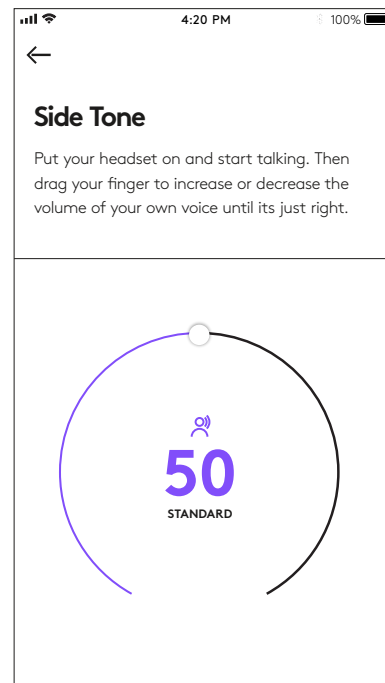 4:20 PM
100%
Side Tone
Put your headset on and start talking. Then
drag your finger to increase or decrease the
volume of your own voice until its just right.
50
STANDARD